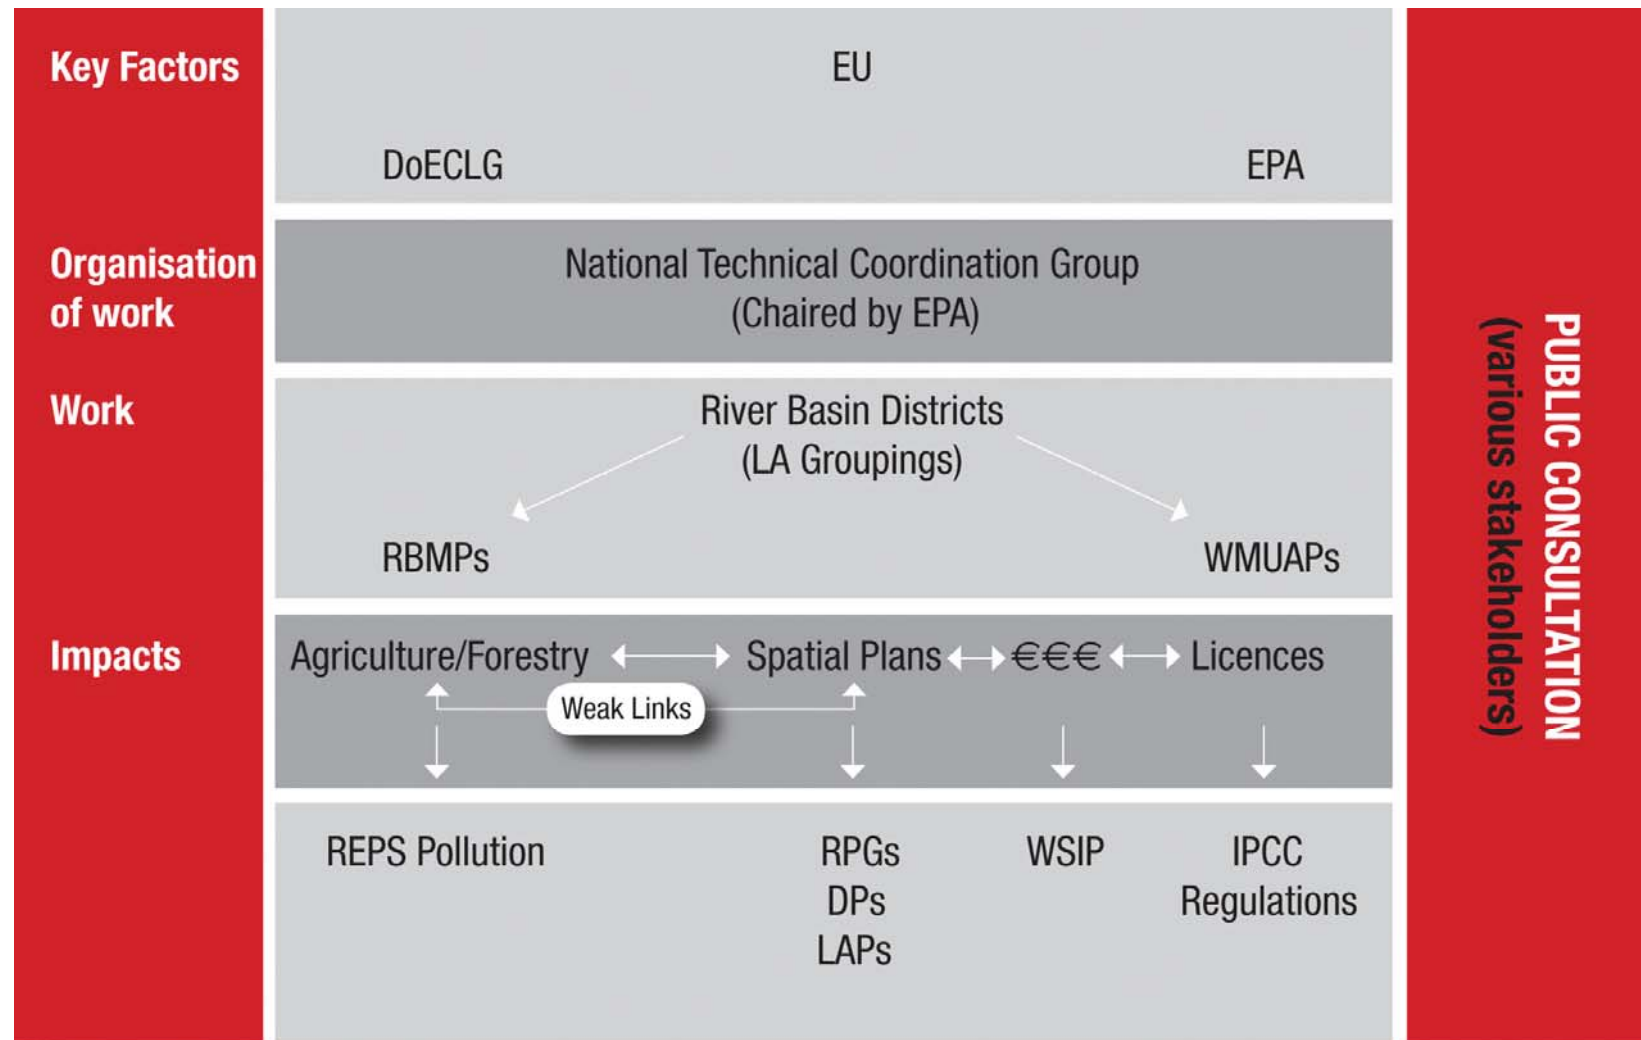 Key Factors
EU
DoECLG
EPA
Organisation
of work
National Technical Coordination Group
(Chaired by EPA)
Work
River Basin Districts
(LA Groupings)
RBMPs
WMUAPs
Impacts
Agriculture/Forestry
Spatial Plans
€€€
Licences
Weak Links
REPS Pollution
RPGs
DPs
LAPs
WSIP
IPCC
Regulations
PUBLIC CONSULTATION
(various stakeholders)